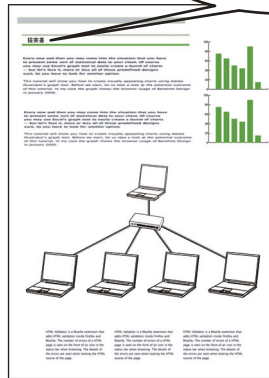 提案書
Every now and then you may come into the situation that you have
to present some sort of statistical data to your client. Of course
you may use Excel's graph tool to easily create a bunch of charts
— but let's face it, more or less all of those predefined designs
suck. So you have to look for another option.
This tutorial will show you how to create visually appealing charts using Adobe
Illustrator's graph tool. Before we start, let us take a look at the potential outcome
of this tutorial. In my case the graph shows the browser usage of Bartelme Design
in January 2006.
Every now and then you may come into the situation that you have
to present some sort of statistical data to your client. Of course
you may use Excel's graph tool to easily create a bunch of charts
— but let's face it, more or less all of those predefined designs
suck. So you have to look for another option.
This tutorial will show you how to create visually appealing charts using Adobe
Illustrator's graph tool. Before we start, let us take a look at the potential outcome
of this tutorial. In my case the graph shows the browser usage of Bartelme Design
in January 2006.
HTML Validator is a Mozilla extension that
adds HTML validation inside Firefox and
Mozilla. The number of errors of a HTML
page is seen on the form of an icon in the
status bar when browsing. The details of
the errors are seen when looking the HTML
source of the page.
HTML Validator is a Mozilla extension that
adds HTML validation inside Firefox and
Mozilla. The number of errors of a HTML
page is seen on the form of an icon in the
status bar when browsing. The details of
the errors are seen when looking the HTML
source of the page.
HTML Validator is a Mozilla extension that
adds HTML validation inside Firefox and
Mozilla. The number of errors of a HTML
page is seen on the form of an icon in the
status bar when browsing. The details of
the errors are seen when looking the HTML
source of the page.